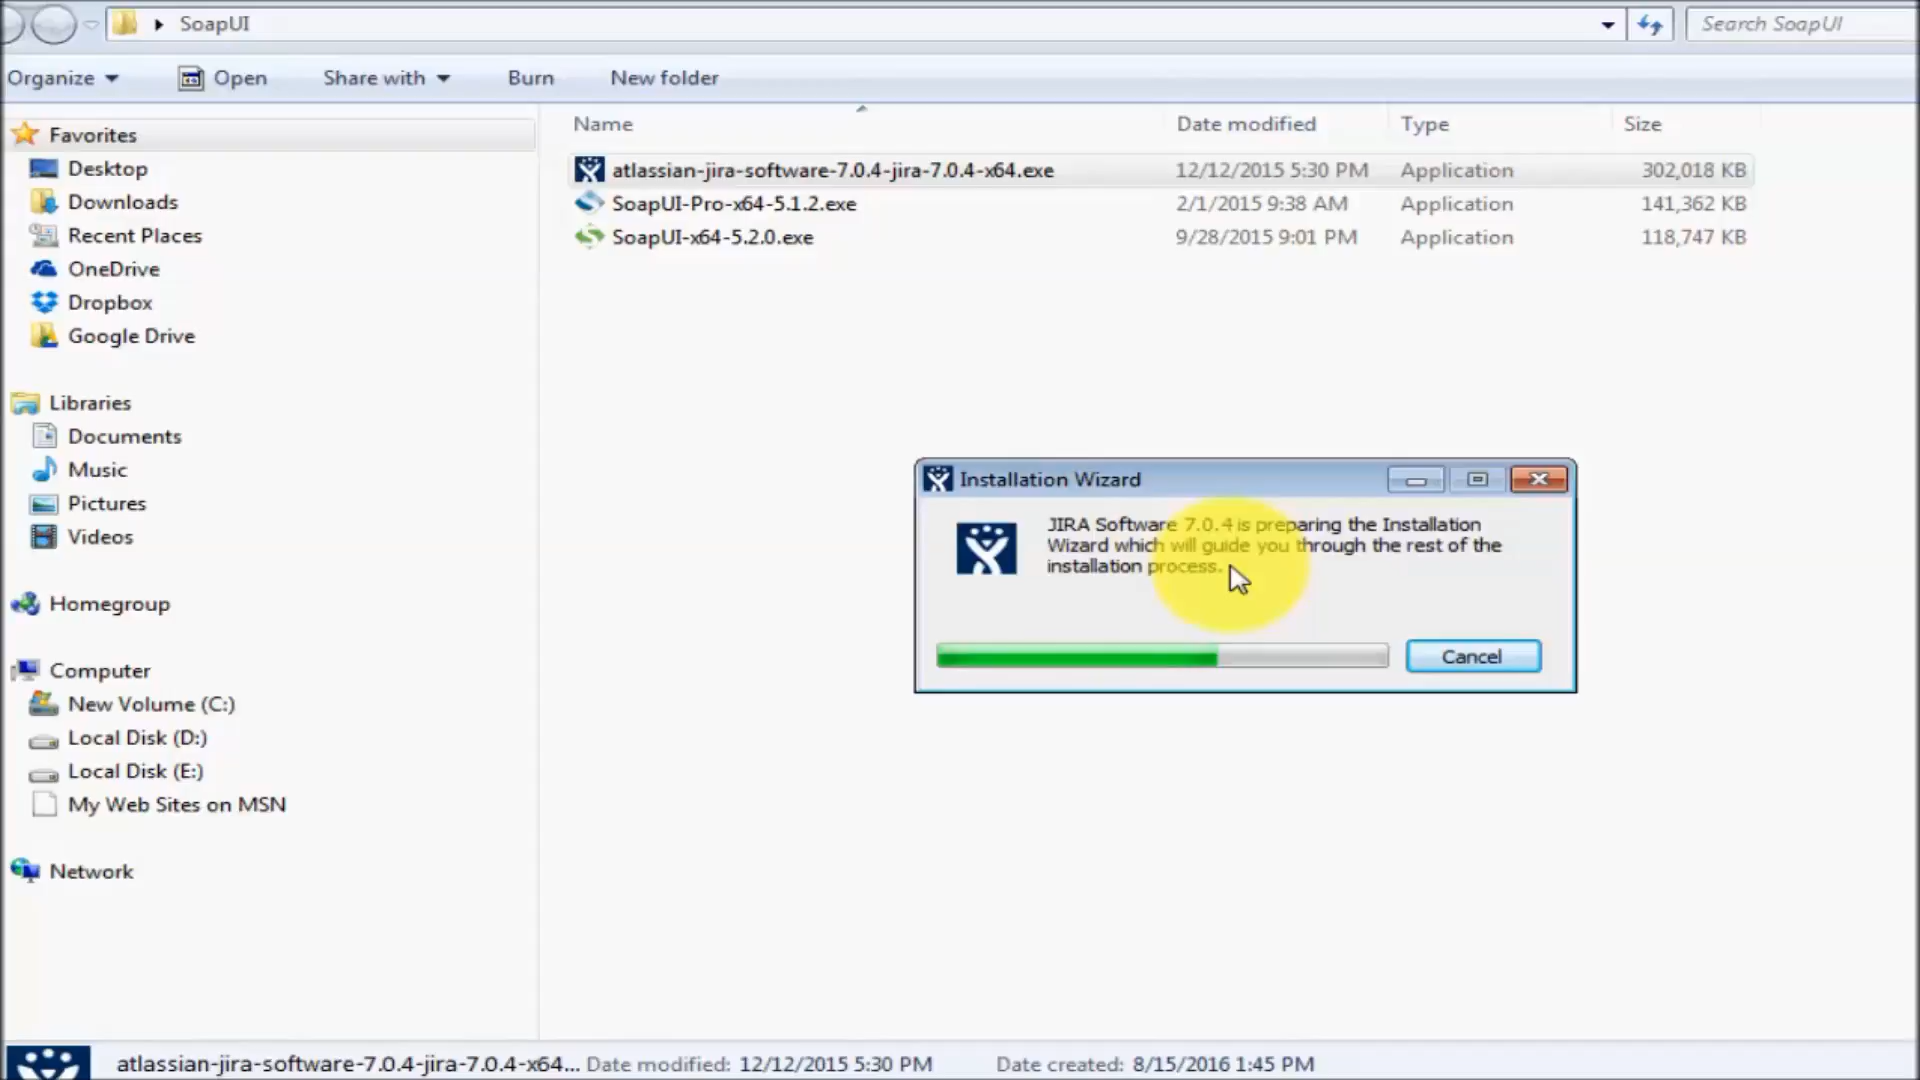 SoapUI
Search SoapUI
Organize
Open
Share with
Burn
New folder
Name
Date modified
Type
Size
atlassian-jira-software-7.0.4-jira-7.0.4-x64.exe 12/12/2015 5:30 PM Application 302,018 KB
SoapUI-Pro-x64-5.1.2.exe 2/1/2015 9:38 AM Application 141,362 KB
SoapUI-x64-5.2.0.exe 9/28/2015 9:01 PM Application 118,747 KB
Favorites
Desktop
Downloads
Recent Places
OneDrive
Dropbox
Google Drive
Libraries
Documents
Music
Pictures
Videos
Homegroup
Computer
New Volume (C:)
Local Disk (D:)
Local Disk (E:)
My Web Sites on MSN
Network
Installation Wizard
JIRA Software 7.0.4 is preparing the Installation
Wizard which will guide you through the rest of the
installation process.
Cancel
atlassian-jira-software-7.0.4-jira-7.0.4-x64... Date modified: 12/12/2015 5:30 PM Date created: 8/15/2016 1:45 PM